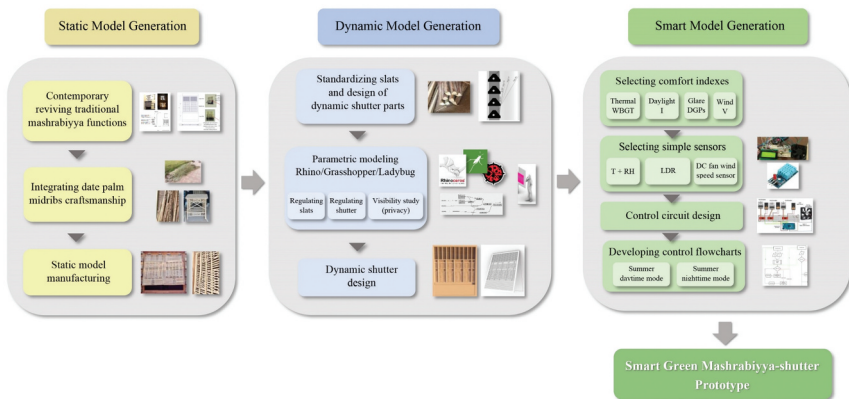 Static Model Generation
Contemporary
reviving traditional
mashrabiyya functions
Integrating date palm
midribs craftsmanship
Static model
manufacturing
Dynamic Model Generation
Standardizing slats
and design of
dynamic shutter parts
Parametric modeling
Rhino/Grasshopper/Ladybug
Regulating
slats
Regulating
shutter
Visibility study
(privacy)
Rhinoceros
Dynamic shutter
design
Smart Model Generation
Selecting comfort indexes
Thermal
WBGT
Daylight
I
Glare
DGPs
Wind
V
Selecting simple sensors
T + RH
LDR
DC fan wind
speed sensor
Control circuit design
Developing control flowcharts
Summer
daytime mode
Summer
nighttime mode
Smart Green Mashrabiyya-shutter
Prototype